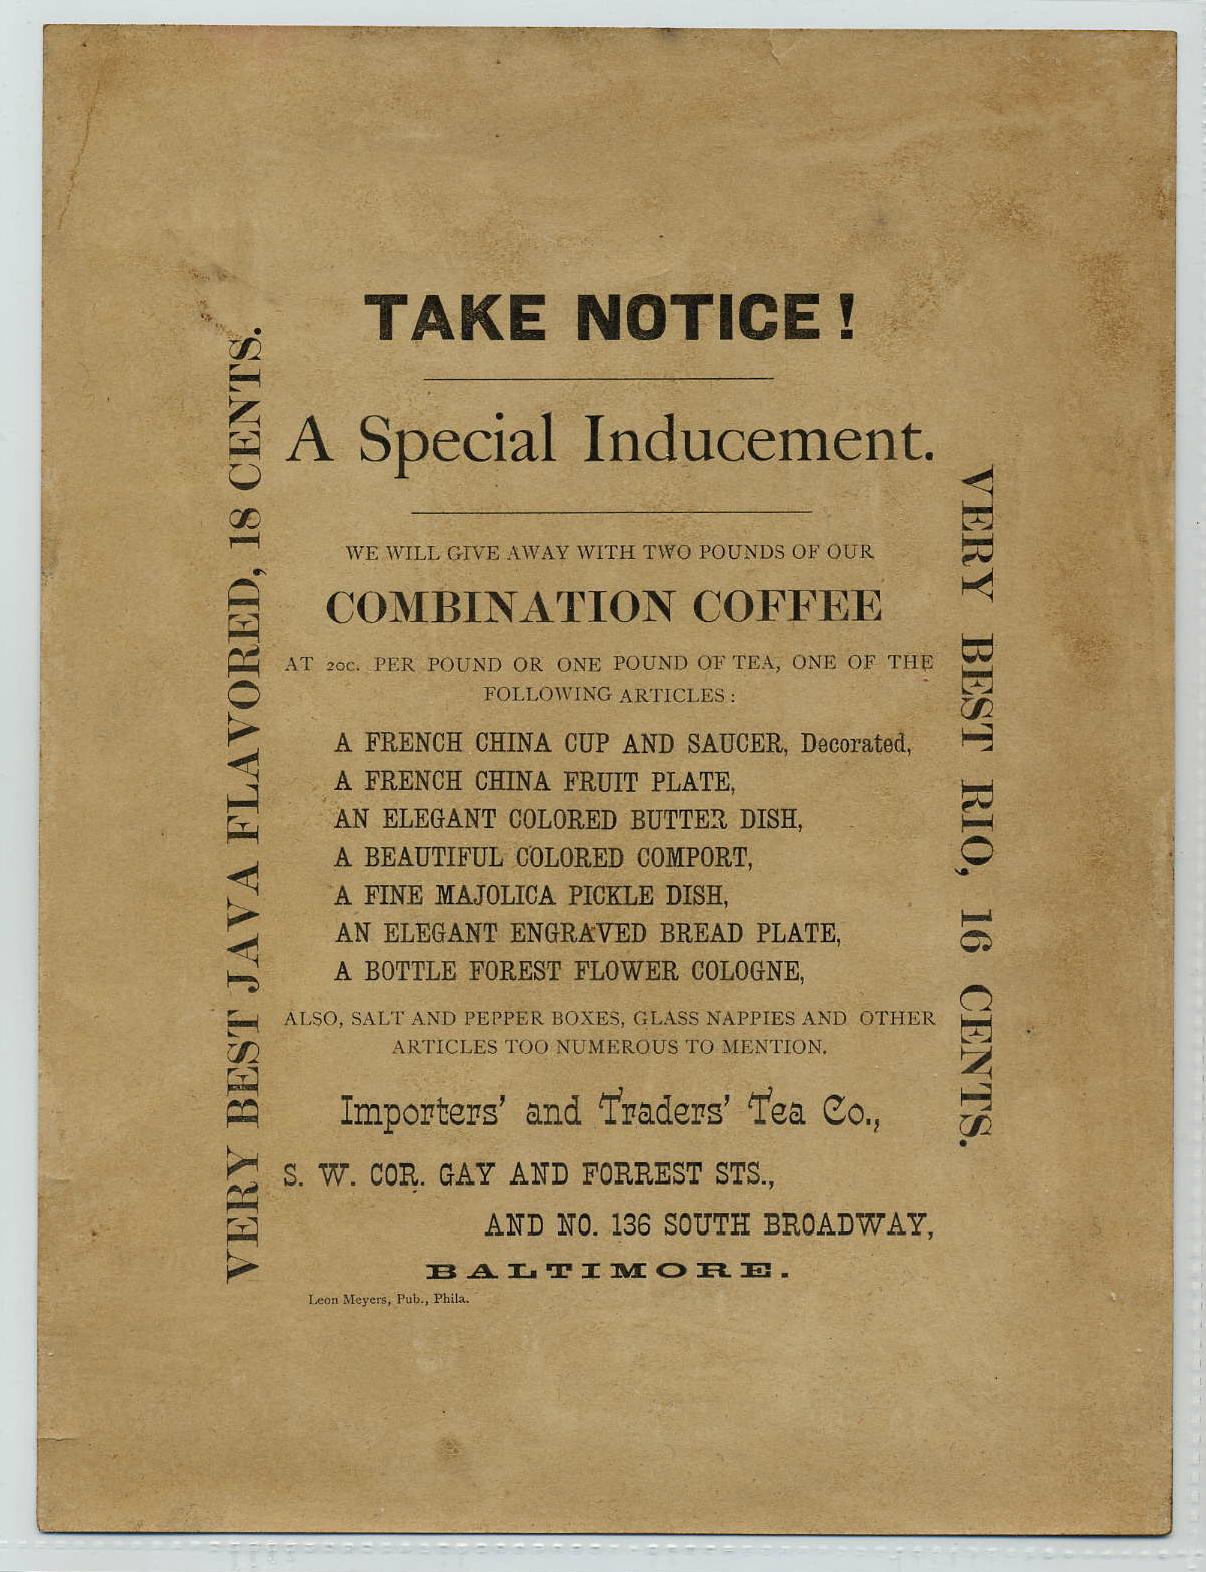 TAKE NOTICE!
A Special Inducement.
WE WILL GIVE AWAY WITH TWO POUNDS OF OUR
COMBINATION COFFEE
AT 20c. PER POUND OR ONE POUND OF TEA, ONE OF THE
FOLLOWING ARTICLES:
A FRENCH CHINA CUP AND SAUCER, Decorated,
A FRENCH CHINA FRUIT PLATE,
AN ELEGANT COLORED BUTTER DISH,
A BEAUTIFUL COLORED COMPORT,
A FINE MAJOLICA PICKLE DISH,
AN ELEGANT ENGRAVED BREAD PLATE,
A BOTTLE FOREST FLOWER COLOGNE,
ALSO, SALT AND PEPPER BOXES, GLASS NAPPIES AND OTHER
ARTICLES TOO NUMEROUS TO MENTION.
Importers' and Traders' Tea Co.,
S. W. COR. GAY AND FORREST STS.,
AND NO. 136 SOUTH BROADWAY,
BALTIMORE.
Leon Meyers, Pub., Phila.
VERY BEST JAVA FLAVORED, 18 CENTS.
VERY BEST RIO, 16 CENTS.